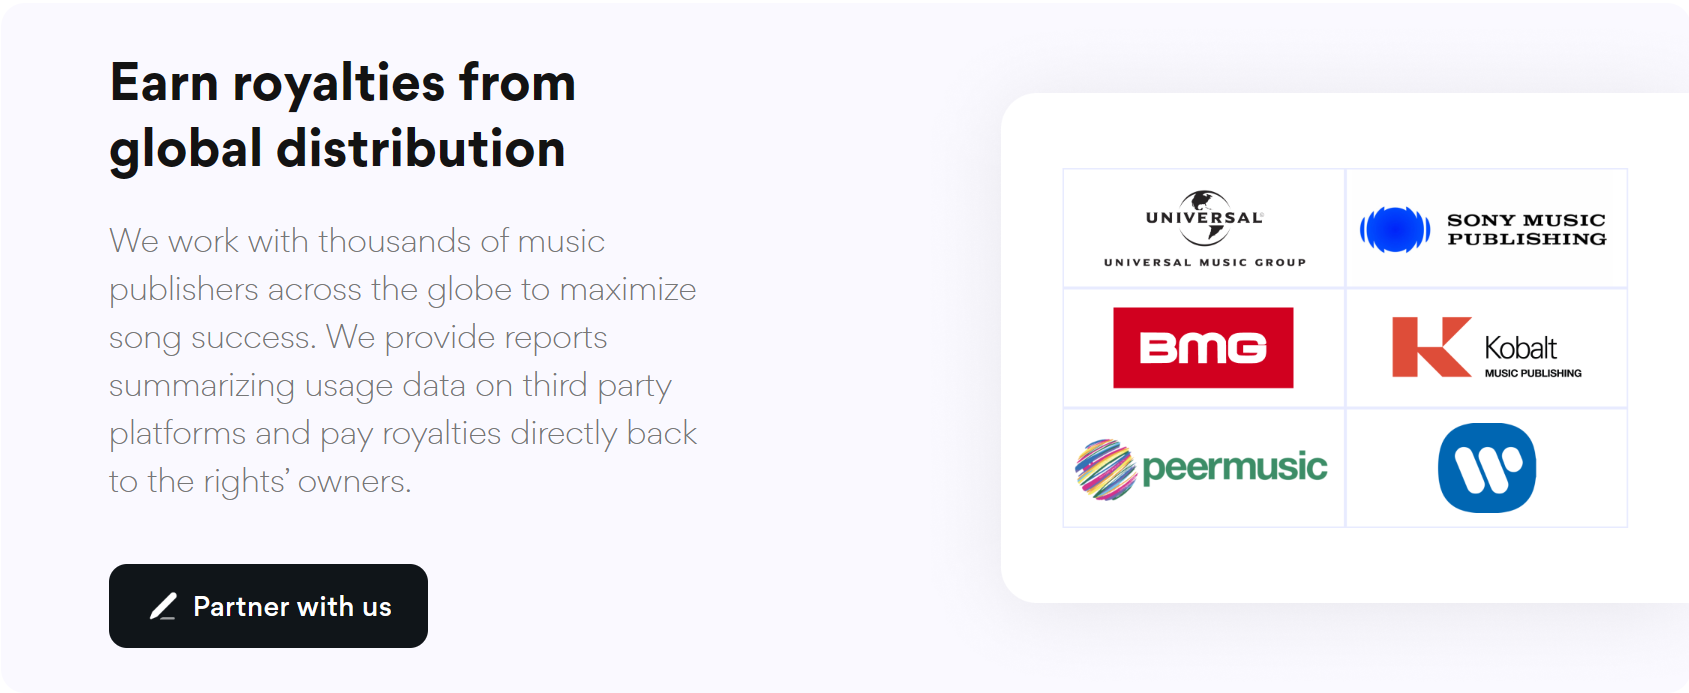 Earn royalties from
global distribution
We work with thousands of music
publishers across the globe to maximize
song success. We provide reports
summarizing usage data on third party
platforms and pay royalties directly back
to the rights’ owners.
Partner with us
UNIVERSAL
UNIVERSAL MUSIC GROUP
SONY MUSIC
PUBLISHING
BMG
Kobalt
MUSIC PUBLISHING
peermusic